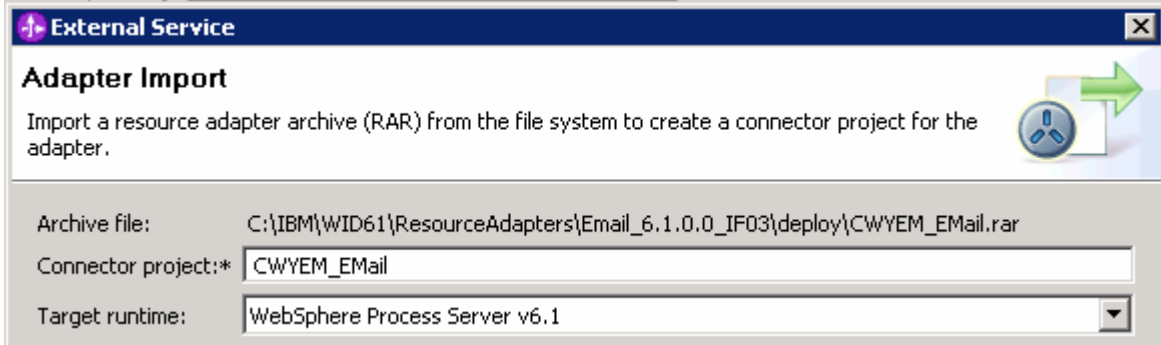 External Service
Adapter Import
Import a resource adapter archive (RAR) from the file system to create a connector project for the
adapter.
Archive file: C:\IBM\WID61\ResourceAdapters\Email_6.1.0.0_IF03\deploy\CWYEM_EMail.rar
Connector project:* CWYEM_EMail
Target runtime: WebSphere Process Server v6.1